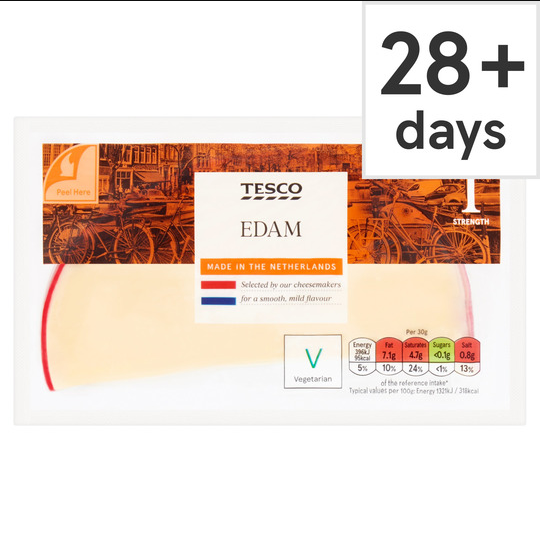 28+
days
Peel Here
TESCO
EDAM
MADE IN THE NETHERLANDS
Selected by our cheesemakers
for a smooth, mild flavour
1
STRENGTH
V
Vegetarian
Per 30g
Energy Fat Saturates Sugars Salt
396kJ
95kcal 7.1g 4.7g <0.1g 0.8g
5% 10% 24% <1% 13%
of the reference intake*
Typical values per 100g: Energy 1321kJ / 318kcal